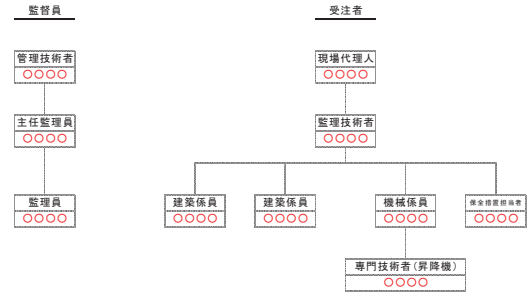 監督員
受注者
管理技術者
○○○○
現場代理人
○○○○
主任監理員
○○○○
監理技術者
○○○○
監理員
○○○○
建築係員
○○○○
建築係員
○○○○
機械係員
○○○○
保全措置担当者
○○○○
専門技術者(昇降機)
○○○○